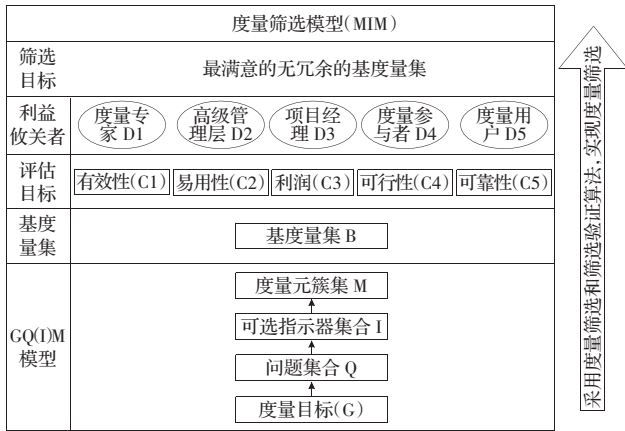 度量筛选模型(MIM)
筛选
目标
最满意的无冗余的基度量集
利益
攸关者
度量专
家 D1
高级管
理层 D2
项目经
理 D3
度量参
与者 D4
度量用
户 D5
评估
目标
有效性(C1)
易用性(C2)
利润(C3)
可行性(C4)
可靠性(C5)
基度
量集
基度量集 B
GQ(I)M
模型
度量元簇集 M
可选指示器集合 I
问题集合 Q
度量目标(G)
采用度量筛选和筛选验证算法,实现度量筛选